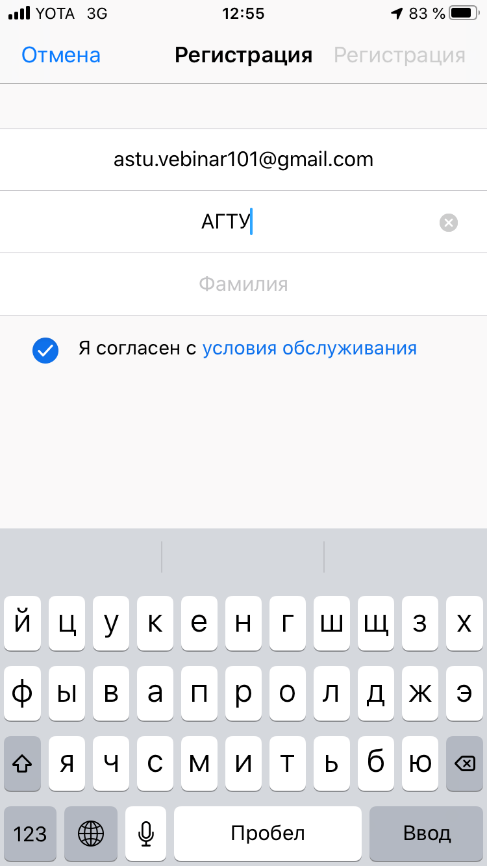 YOTA 3G 12:55 83 %
Отмена Регистрация Регистрация
astu.vebinar101@gmail.com
АГТУ
Фамилия
Я согласен с условия обслуживания
й ц у к е н г ш щ з х
ф ы в а п р о л д ж э
я ч с м и т ь б ю
123 Пробел Ввод